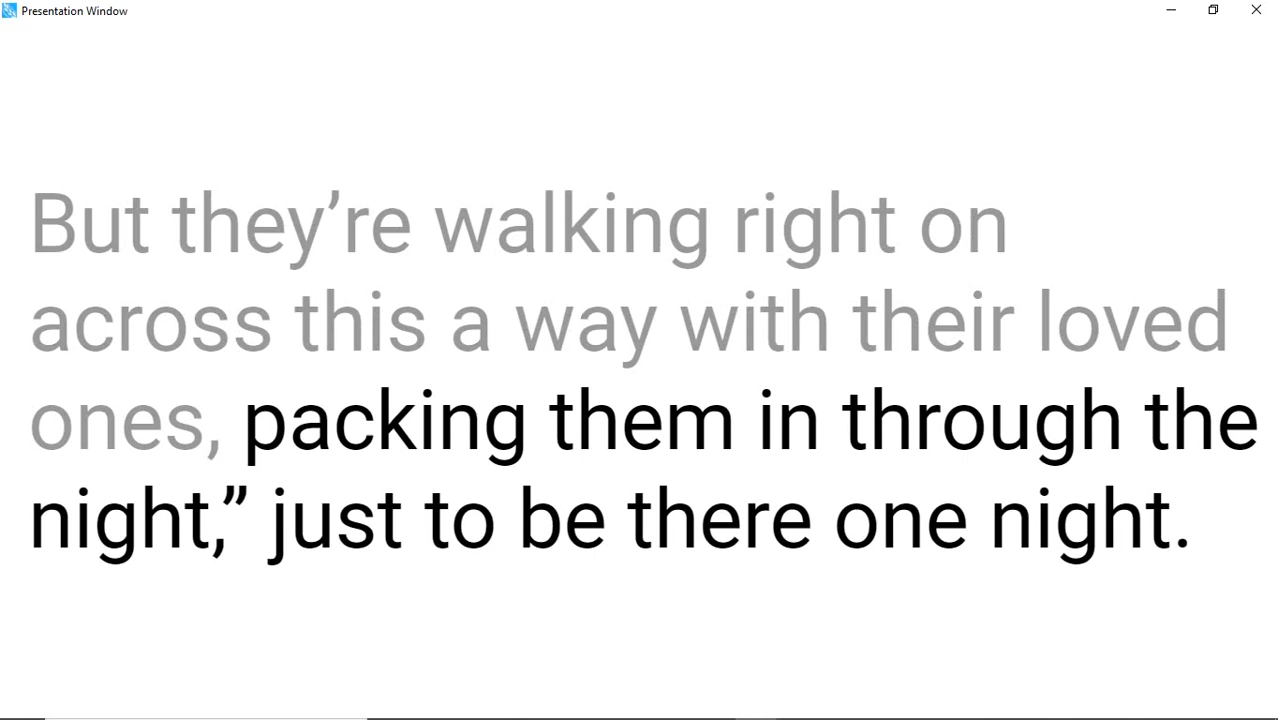 Presentation Window
But they’re walking right on
across this a way with their loved
ones, packing them in through the
night,” just to be there one night.